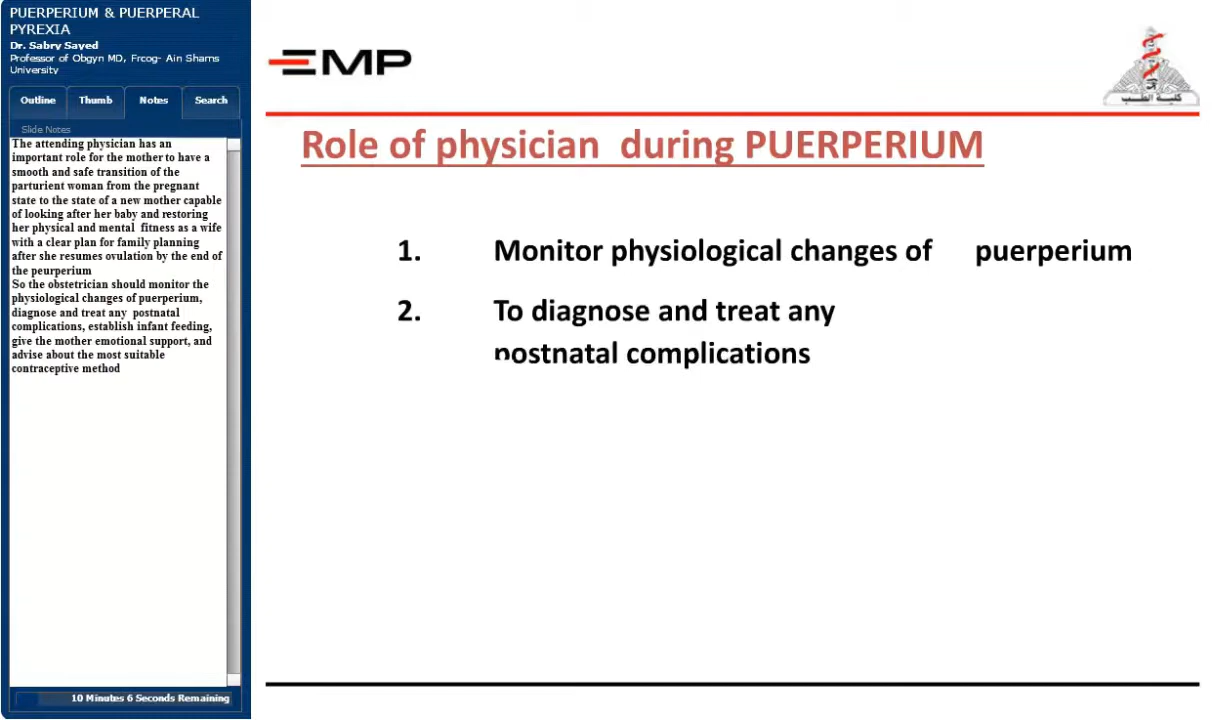 PUERPERIUM & PUERPERAL
PYREXIA
Dr. Sabry Sayed
Professor of Obgyn MD, Frcog- Ain Shams
University
Outline Thumb Notes Search
Slide Notes
The attending physician has an
important role for the mother to have a
smooth and safe transition of the
parturient woman from the pregnant
state to the state of a new mother capable
of looking after her baby and restoring
her physical and mental fitness as a wife
with a clear plan for family planning
after she resumes ovulation by the end of
the peurperium
So the obstetrician should monitor the
physiological changes of puerperium,
diagnose and treat any postnatal
complications, establish infant feeding,
give the mother emotional support, and
advise about the most suitable
contraceptive method
10 Minutes 6 Seconds Remaining
EMP
كلية الطب
Role of physician during PUERPERIUM
1. Monitor physiological changes of puerperium
2. To diagnose and treat any
postnatal complications